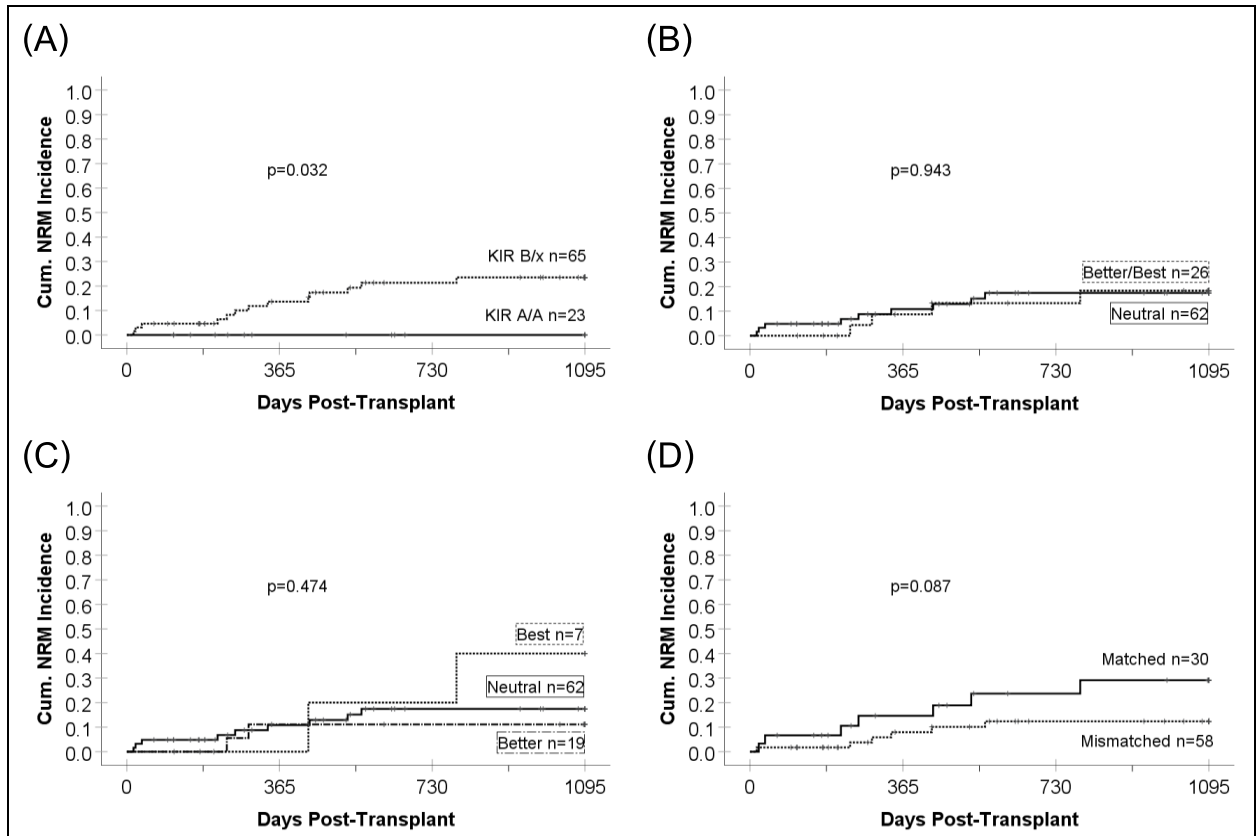 (A)
Cum. NRM Incidence
1.0
0.9
0.8
0.7
0.6
0.5
0.4
0.3
0.2
0.1
0.0
p=0.032
KIR B/x n=65
KIR A/A n=23
0 365 730 1095
Days Post-Transplant
(B)
Cum. NRM Incidence
1.0
0.9
0.8
0.7
0.6
0.5
0.4
0.3
0.2
0.1
0.0
p=0.943
Better/Best n=26
Neutral n=62
0 365 730 1095
Days Post-Transplant
(C)
Cum. NRM Incidence
1.0
0.9
0.8
0.7
0.6
0.5
0.4
0.3
0.2
0.1
0.0
p=0.474
Best n=7
Neutral n=62
Better n=19
0 365 730 1095
Days Post-Transplant
(D)
Cum. NRM Incidence
1.0
0.9
0.8
0.7
0.6
0.5
0.4
0.3
0.2
0.1
0.0
p=0.087
Matched n=30
Mismatched n=58
0 365 730 1095
Days Post-Transplant